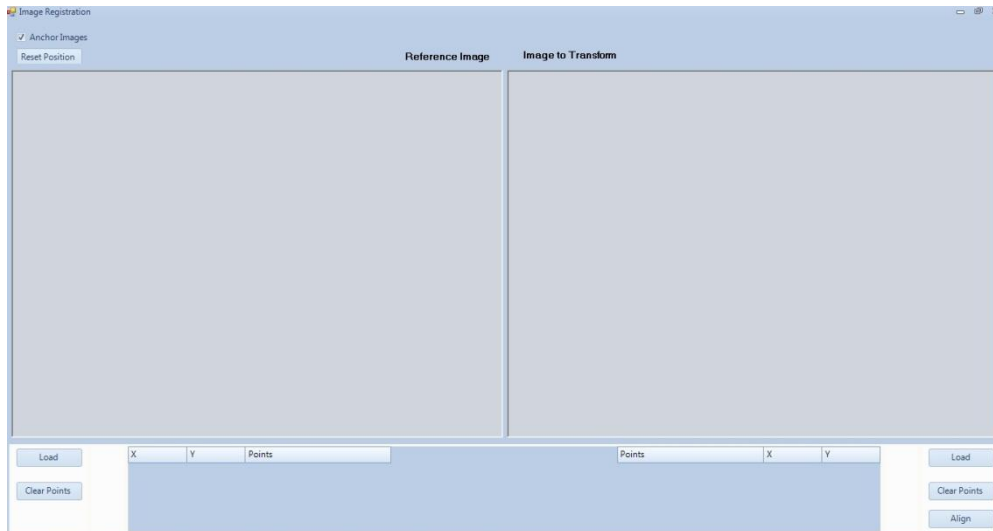 Image Registration
Anchor Images
Reset Position
Reference Image
Image to Transform
Load
X Y Points
Points X Y
Load
Clear Points
Clear Points
Align